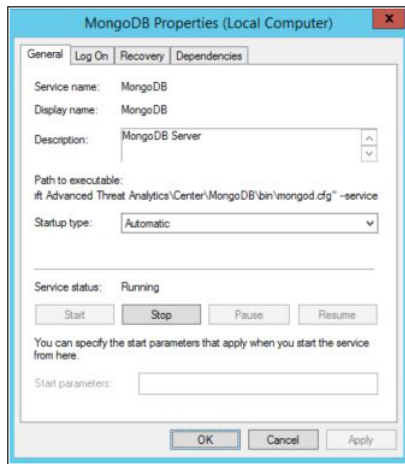 MongoDB Properties (Local Computer)
x
General Log On Recovery Dependencies
Service name: MongoDB
Display name: MongoDB
Description: MongoDB Server
Path to executable:
ift Advanced Threat Analytics\Center\MongoDB\bin\mongod.cfg" --service
Startup type: Automatic
Service status: Running
Start Stop Pause Resume
You can specify the start parameters that apply when you start the service
from here.
Start parameters:
OK Cancel Apply